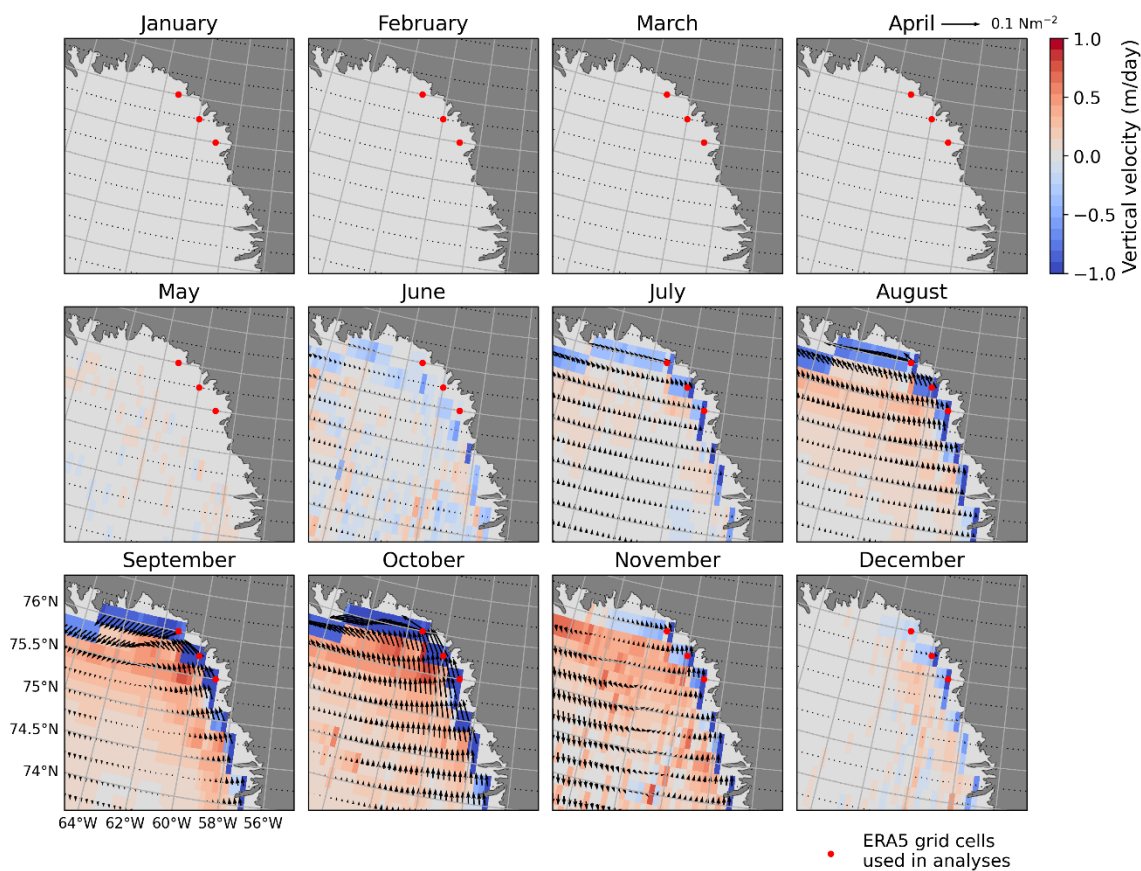 January
February
March
April
0.1 Nm⁻²
1.0
0.5
0.0
−0.5
−1.0
Vertical velocity (m/day)
May
June
July
August
September
October
November
December
76°N
75.5°N
75°N
74.5°N
74°N
64°W 62°W 60°W 58°W 56°W
ERA5 grid cells
used in analyses